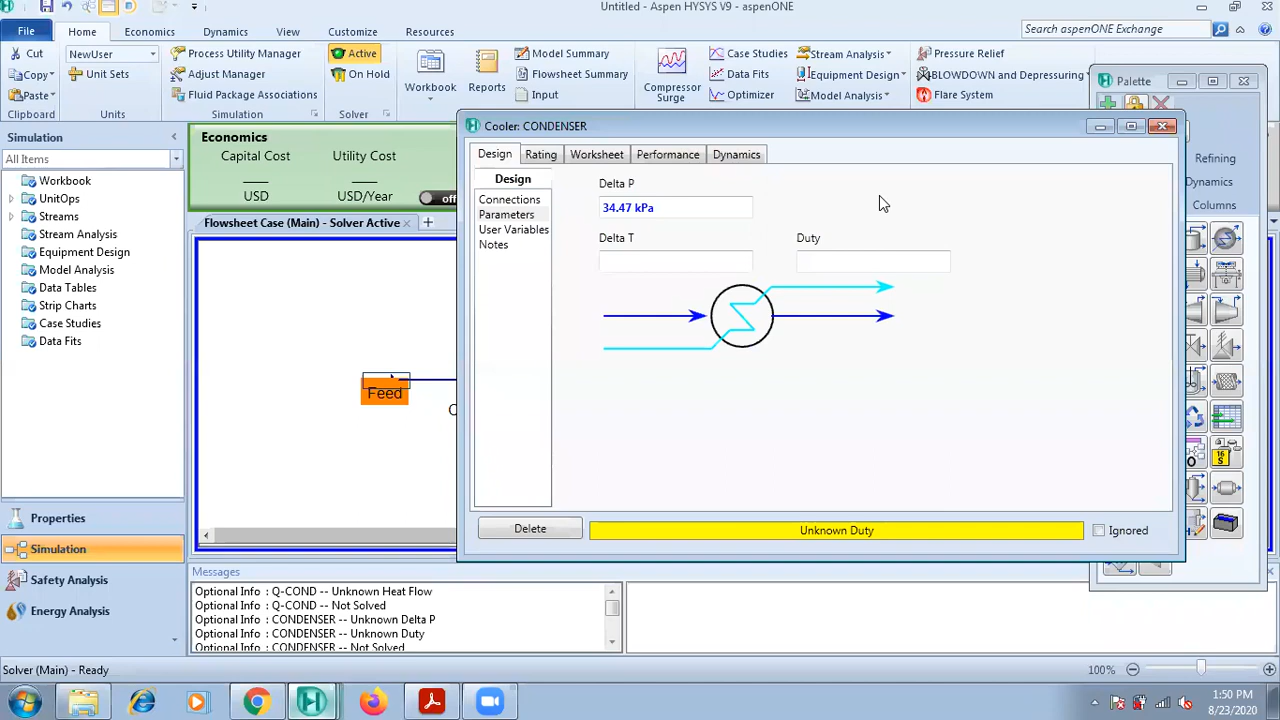 Untitled - Aspen HYSYS V9 - aspenONE
File
Home
Economics
Dynamics
View
Customize
Resources
Search aspenONE Exchange
Cut
Copy
Paste
Clipboard
NewUser
Unit Sets
Units
Process Utility Manager
Adjust Manager
Fluid Package Associations
Simulation
Active
On Hold
Solver
Workbook
Reports
Model Summary
Flowsheet Summary
Input
Summaries
Compressor
Surge
Case Studies
Data Fits
Optimizer
Stream Analysis
Equipment Design
Model Analysis
Pressure Relief
BLOWDOWN and Depressuring
Flare System
Palette
Refining
Dynamics
Columns
Simulation
All Items
Workbook
UnitOps
Streams
Stream Analysis
Equipment Design
Model Analysis
Data Tables
Strip Charts
Case Studies
Data Fits
Properties
Simulation
Safety Analysis
Energy Analysis
Economics
Capital Cost
Utility Cost
USD
USD/Year
off
Flowsheet Case (Main) - Solver Active
Feed
Cooler: CONDENSER
Design
Rating
Worksheet
Performance
Dynamics
Design
Connections
Parameters
User Variables
Notes
Delta P
34.47 kPa
Delta T
Duty
Delete
Unknown Duty
Ignored
Messages
Optional Info : Q-COND -- Unknown Heat Flow
Optional Info : Q-COND -- Not Solved
Optional Info : CONDENSER -- Unknown Delta P
Optional Info : CONDENSER -- Unknown Duty
Optional Info : CONDENSER -- Not Solved
Solver (Main) - Ready
100%
1:50 PM
8/23/2020